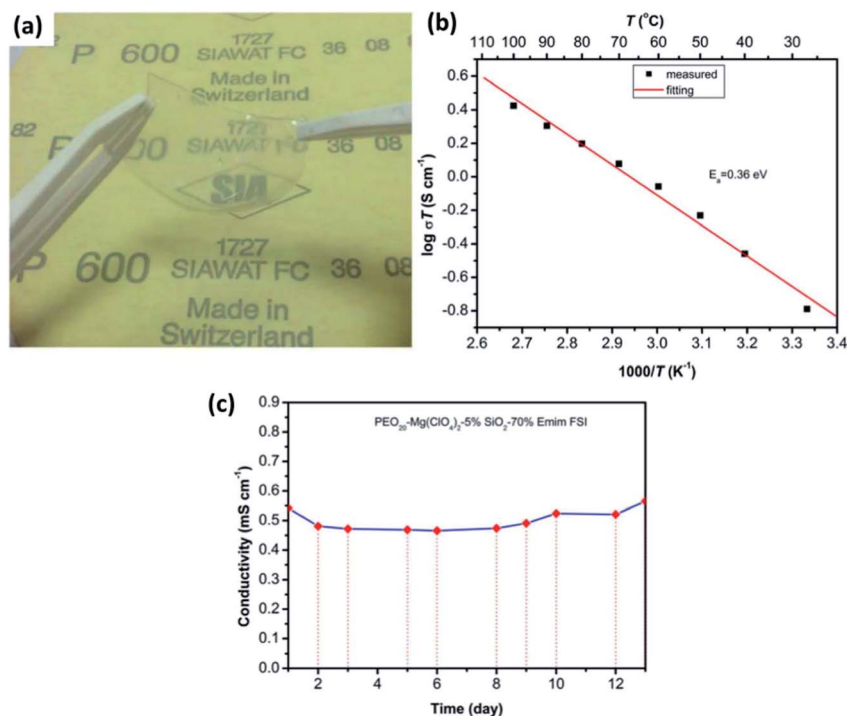 (a)
P 600 1727 SIAWAT FC 36 08
Made in
Switzerland
82 P 600 1727 FC 36 08
SIA
1727
P 600 SIAWAT FC 36 08
Made in
Switzerland
(b)
T (°C)
110 100 90 80 70 60 50 40 30
measured
fitting
Eₐ=0.36 eV
log σT (S cm⁻¹)
0.6
0.4
0.2
0.0
-0.2
-0.4
-0.6
-0.8
2.6 2.7 2.8 2.9 3.0 3.1 3.2 3.3 3.4
1000/T (K⁻¹)
(c)
PEO₂₀-Mg(ClO₄)₂-5% SiO₂-70% Emim FSI
Conductivity (mS cm⁻¹)
0.9
0.8
0.7
0.6
0.5
0.4
0.3
0.2
0.1
0.0
2 4 6 8 10 12
Time (day)